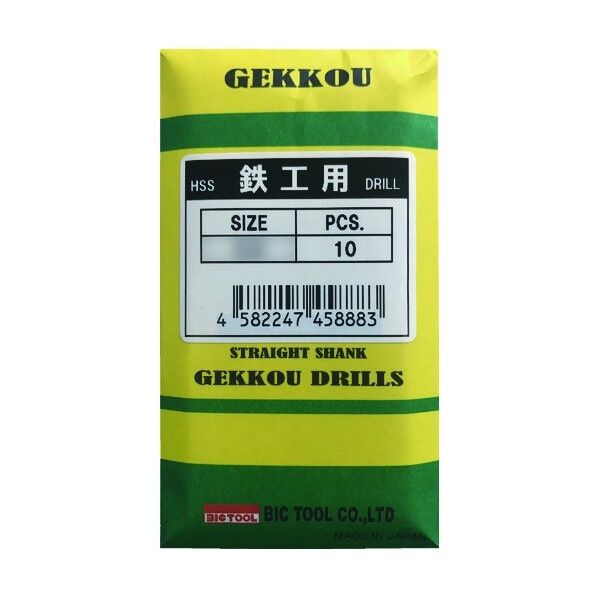 GEKKOU
HSS 鉄工用 DRILL
SIZE PCS.
10
4 582247 458883
STRAIGHT SHANK
GEKKOU DRILLS
BIC TOOL BIC TOOL CO.,LTD
MADE IN JAPAN